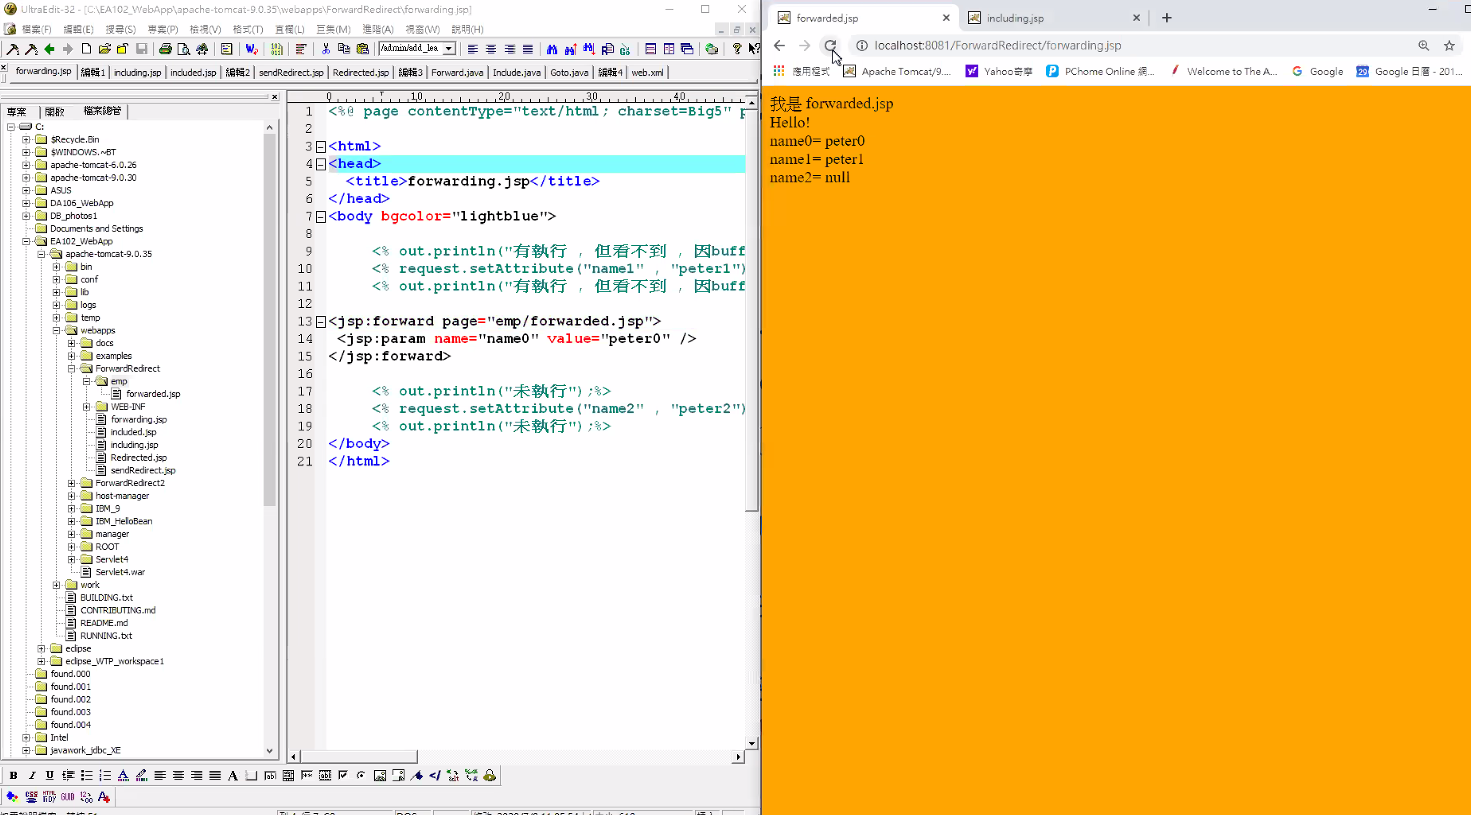 UltraEdit-32 - [C:\EA102_WebApp\apache-tomcat-9.0.35\webapps\ForwardRedirect\forwarding.jsp]
檔案(F) 編輯(E) 搜尋(S) 專案(P) 檢視(V) 格式(T) 直欄(L) 巨集(M) 進階(A) 視窗(W) 說明(H)
/admin/add_lea
forwarding.jsp 編輯1 including.jsp included.jsp 編輯2 sendRedirect.jsp Redirected.jsp 編輯3 Forward.java Include.java Goto.java 編輯4 web.xml
專案 開啟 檔案總管
C:
$Recycle.Bin
$WINDOWS.~BT
apache-tomcat-6.0.26
apache-tomcat-9.0.30
ASUS
DA106_WebApp
DB_photos1
Documents and Settings
EA102_WebApp
apache-tomcat-9.0.35
bin
conf
lib
logs
temp
webapps
docs
examples
ForwardRedirect
emp
forwarded.jsp
WEB-INF
forwarding.jsp
included.jsp
including.jsp
Redirected.jsp
sendRedirect.jsp
ForwardRedirect2
host-manager
IBM_9
IBM_HelloBean
manager
ROOT
Servlet4
Servlet4.war
work
BUILDING.txt
CONTRIBUTING.md
README.md
RUNNING.txt
eclipse
eclipse_WTP_workspace1
found.000
found.001
found.002
found.003
found.004
Intel
javawork_jdbc_XE
0 1,0 2,0 3,0 4,0
1 <%@ page contentType="text/html; charset=Big5" p
2
3 <html>
4 <head>
5 <title>forwarding.jsp</title>
6 </head>
7 <body bgcolor="lightblue">
8
9 <% out.println("有執行 , 但看不到 , 因buff
10 <% request.setAttribute("name1" , "peter1")
11 <% out.println("有執行 , 但看不到 , 因buff
12
13 <jsp:forward page="emp/forwarded.jsp">
14 <jsp:param name="name0" value="peter0" />
15 </jsp:forward>
16
17 <% out.println("未執行");%>
18 <% request.setAttribute("name2" , "peter2")
19 <% out.println("未執行");%>
20 </body>
21 </html>
forwarded.jsp including.jsp
localhost:8081/ForwardRedirect/forwarding.jsp
應用程式 Apache Tomcat/9.... Yahoo奇摩 PChome Online 網... Welcome to The A... Google Google 日曆 - 201...
我是 forwarded.jsp
Hello!
name0= peter0
name1= peter1
name2= null